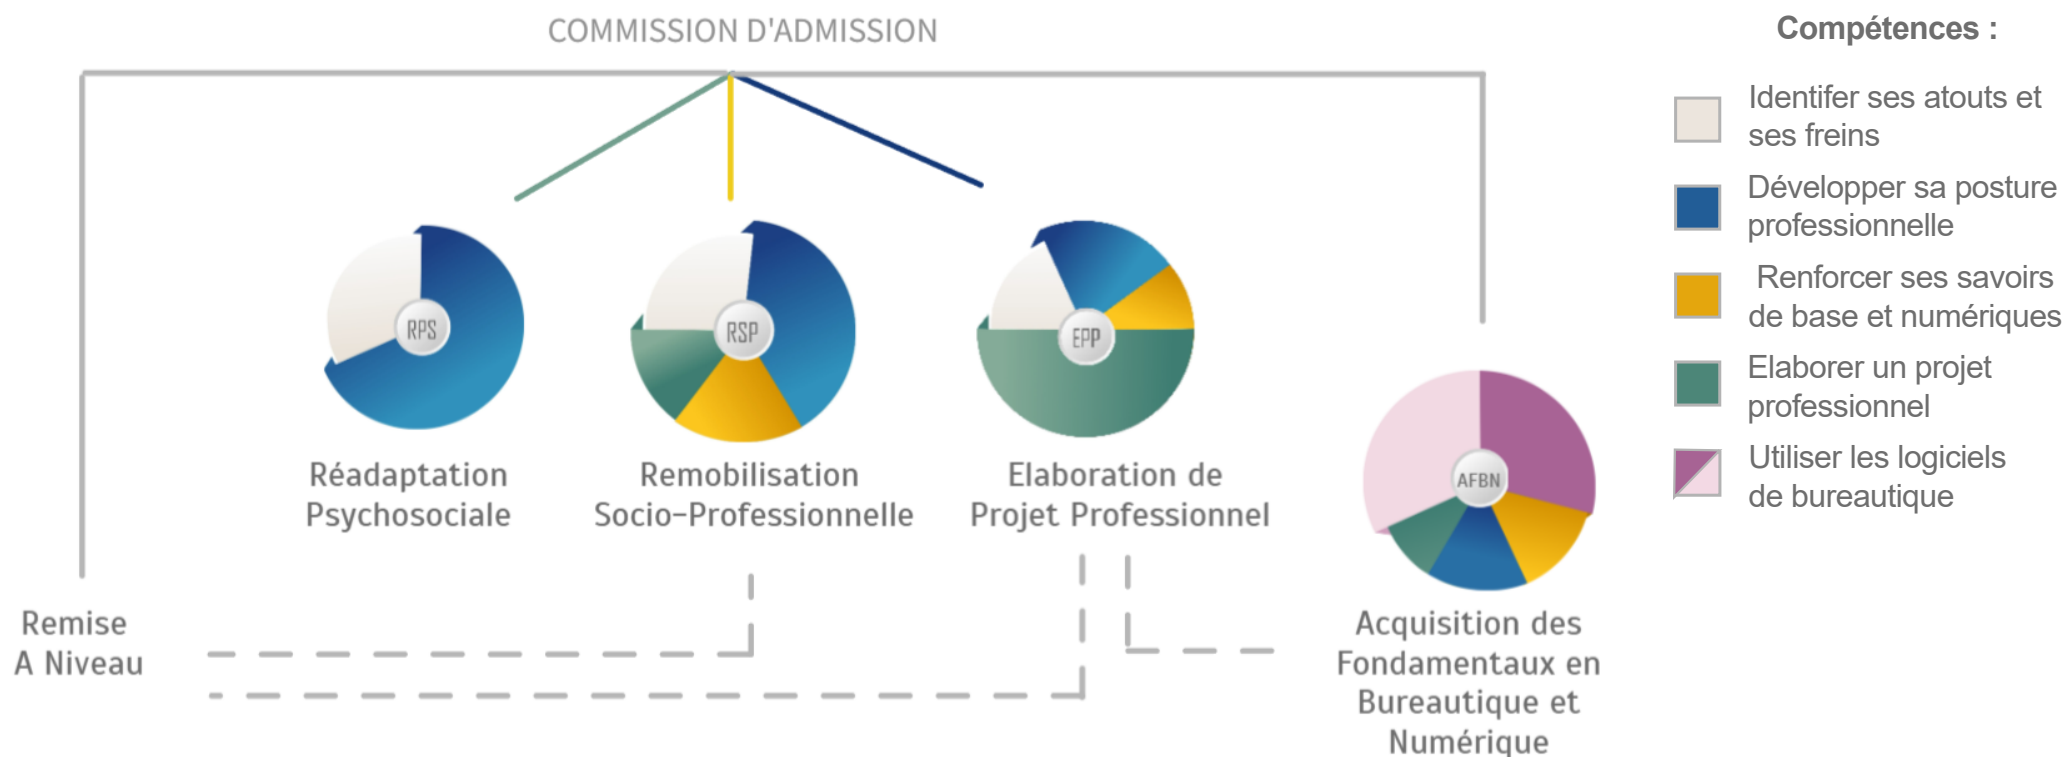 COMMISSION D'ADMISSION
Compétences :
Identifer ses atouts et
ses freins
Développer sa posture
professionnelle
Renforcer ses savoirs
de base et numériques
Elaborer un projet
professionnel
Utiliser les logiciels
de bureautique
RPS
RSP
EPP
AFBN
Réadaptation
Psychosociale
Remobilisation
Socio-Professionnelle
Elaboration de
Projet Professionnel
Remise
A Niveau
Acquisition des
Fondamentaux en
Bureautique et
Numérique